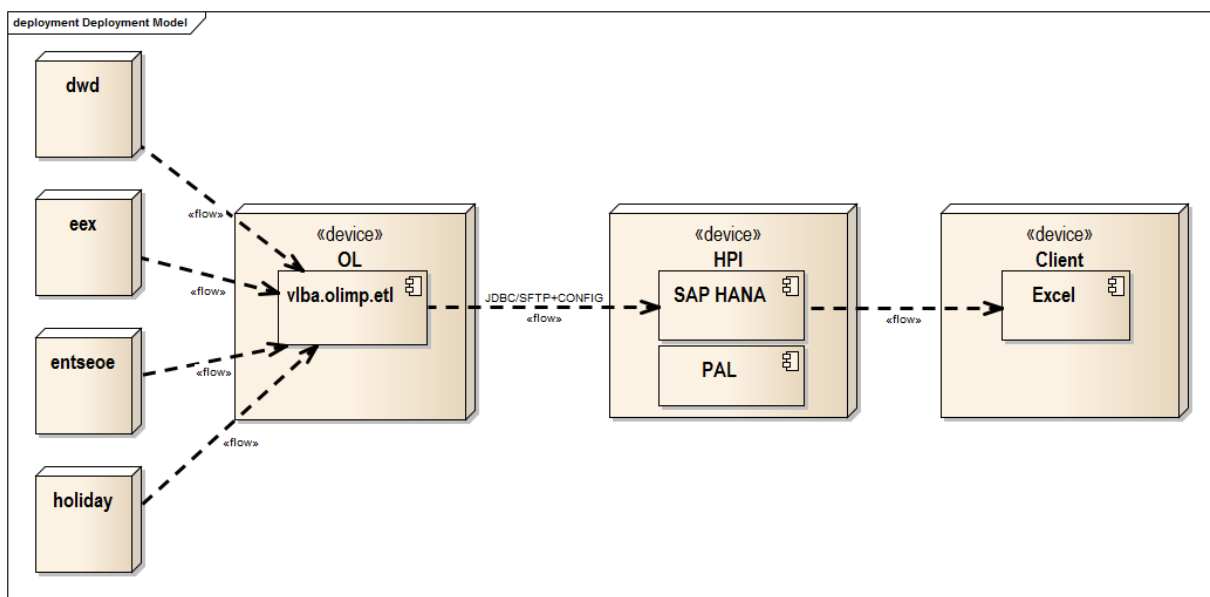 deployment Deployment Model
dwd
«flow»
eex
«flow»
entseoe
«flow»
holiday
«flow»
«device»
OL
vlba.olimp.etl
JDBC/SFTP+CONFIG
«flow»
«device»
HPI
SAP HANA
PAL
«flow»
«device»
Client
Excel